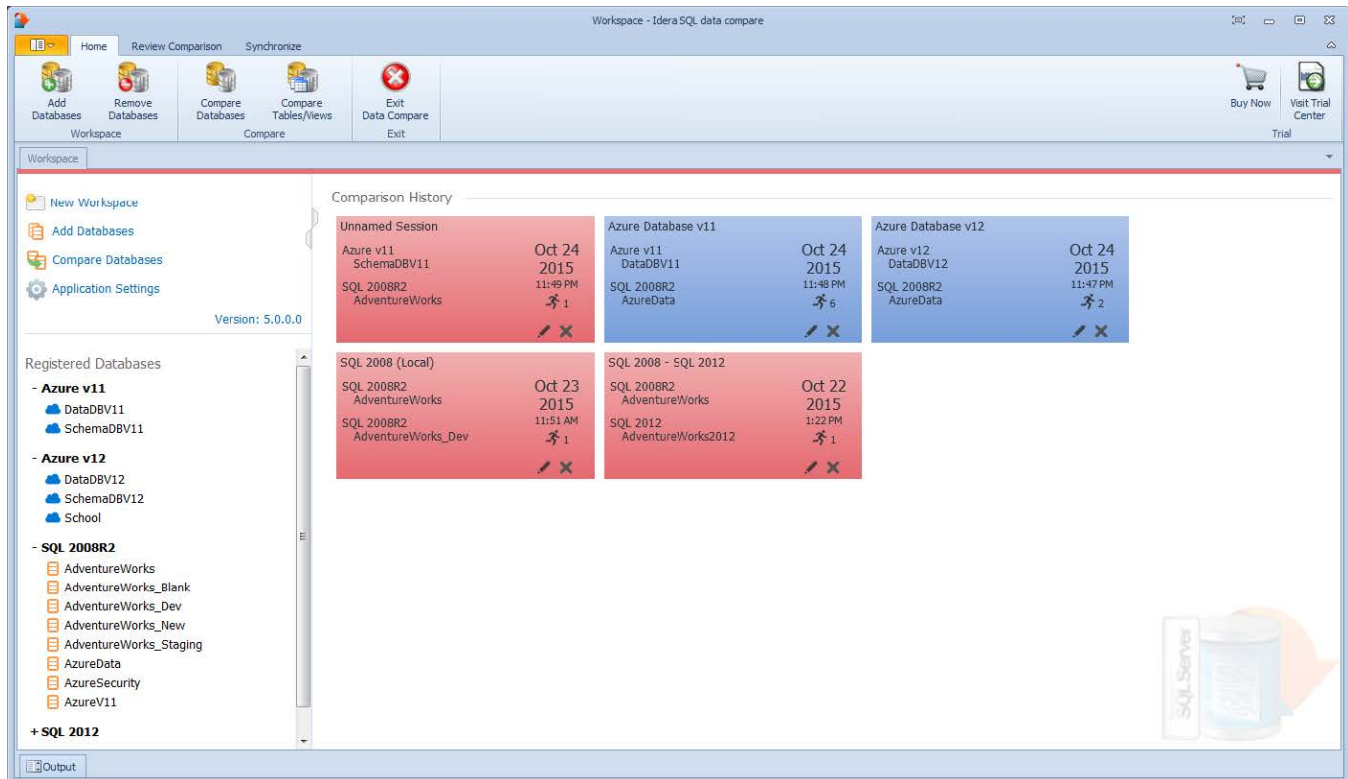 Workspace - Idera SQL data compare
Home Review Comparison Synchronize
Add Databases
Remove Databases
Compare Databases
Compare Tables/Views
Exit Data Compare
Buy Now
Visit Trial Center
Workspace
Compare
Exit
Trial
Workspace
New Workspace
Add Databases
Compare Databases
Application Settings
Version: 5.0.0.0
Registered Databases
- Azure v11
DataDBV11
SchemaDBV11
- Azure v12
DataDBV12
SchemaDBV12
School
- SQL 2008R2
AdventureWorks
AdventureWorks_Blank
AdventureWorks_Dev
AdventureWorks_New
AdventureWorks_Staging
AzureData
AzureSecurity
AzureV11
+ SQL 2012
Comparison History
Unnamed Session
Azure v11
SchemaDBV11
SQL 2008R2
AdventureWorks
Oct 24
2015
11:49 PM
1
Azure Database v11
Azure v11
DataDBV11
SQL 2008R2
AzureData
Oct 24
2015
11:48 PM
6
Azure Database v12
Azure v12
DataDBV12
SQL 2008R2
AzureData
Oct 24
2015
11:47 PM
2
SQL 2008 (Local)
SQL 2008R2
AdventureWorks
SQL 2008R2
AdventureWorks_Dev
Oct 23
2015
11:51 AM
1
SQL 2008 - SQL 2012
SQL 2008R2
AdventureWorks
SQL 2012
AdventureWorks2012
Oct 22
2015
1:22 PM
1
SQL Server
Output